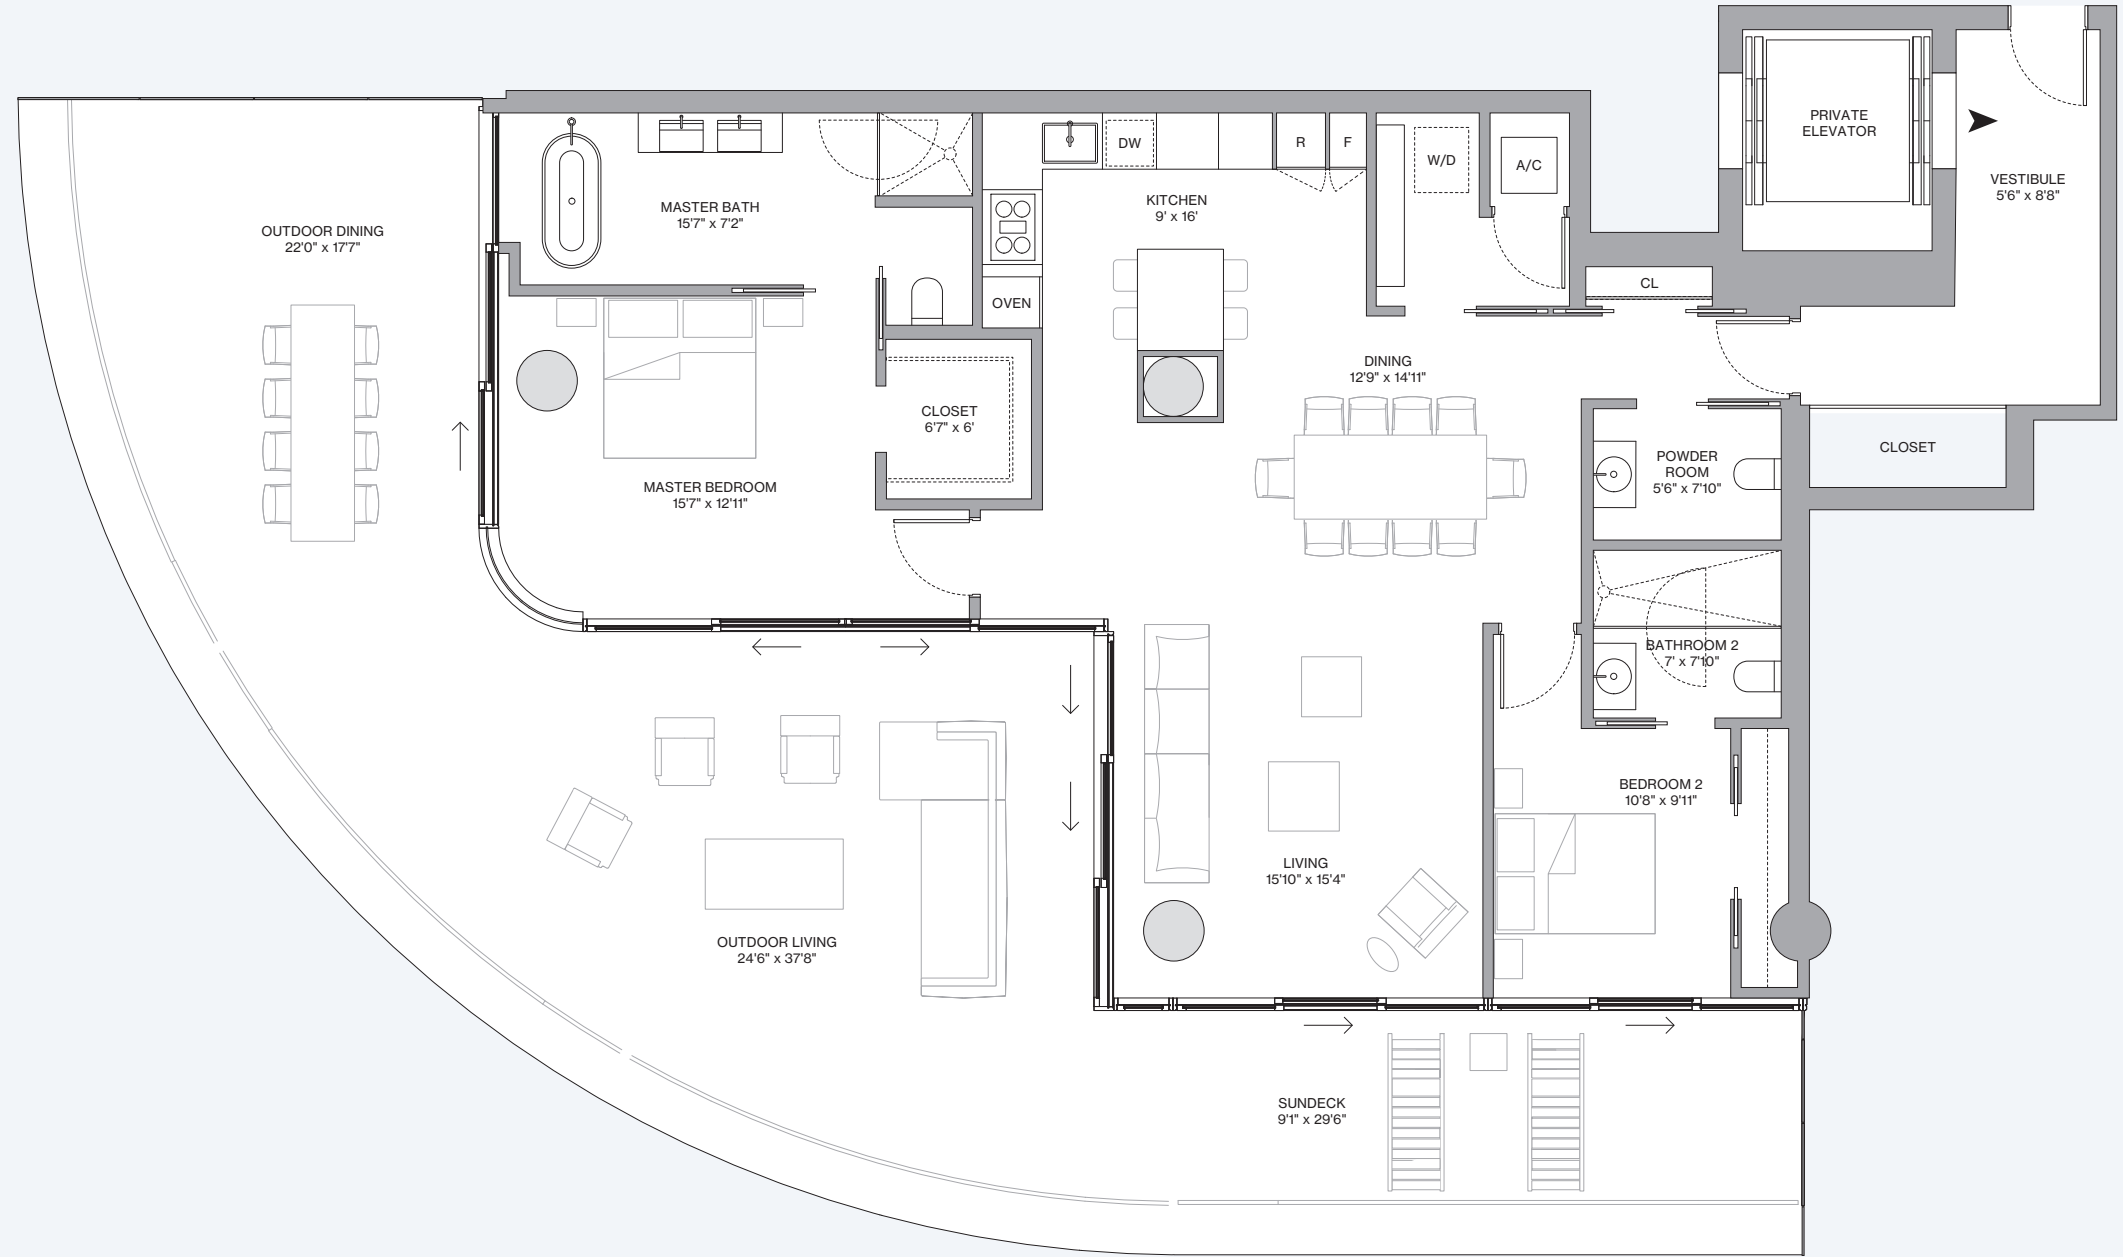 PRIVATE
ELEVATOR
VESTIBULE
5'6" x 8'8"
OUTDOOR DINING
22'0" x 17'7"
MASTER BATH
15'7" x 7'2"
DW
R
F
W/D
A/C
KITCHEN
9' x 16'
OVEN
CL
DINING
12'9" x 14'11"
CLOSET
6'7" x 6'
MASTER BEDROOM
15'7" x 12'11"
POWDER
ROOM
5'6" x 7'10"
CLOSET
BATHROOM 2
7' x 7'10"
BEDROOM 2
10'8" x 9'11"
LIVING
15'10" x 15'4"
OUTDOOR LIVING
24'6" x 37'8"
SUNDECK
9'1" x 29'6"